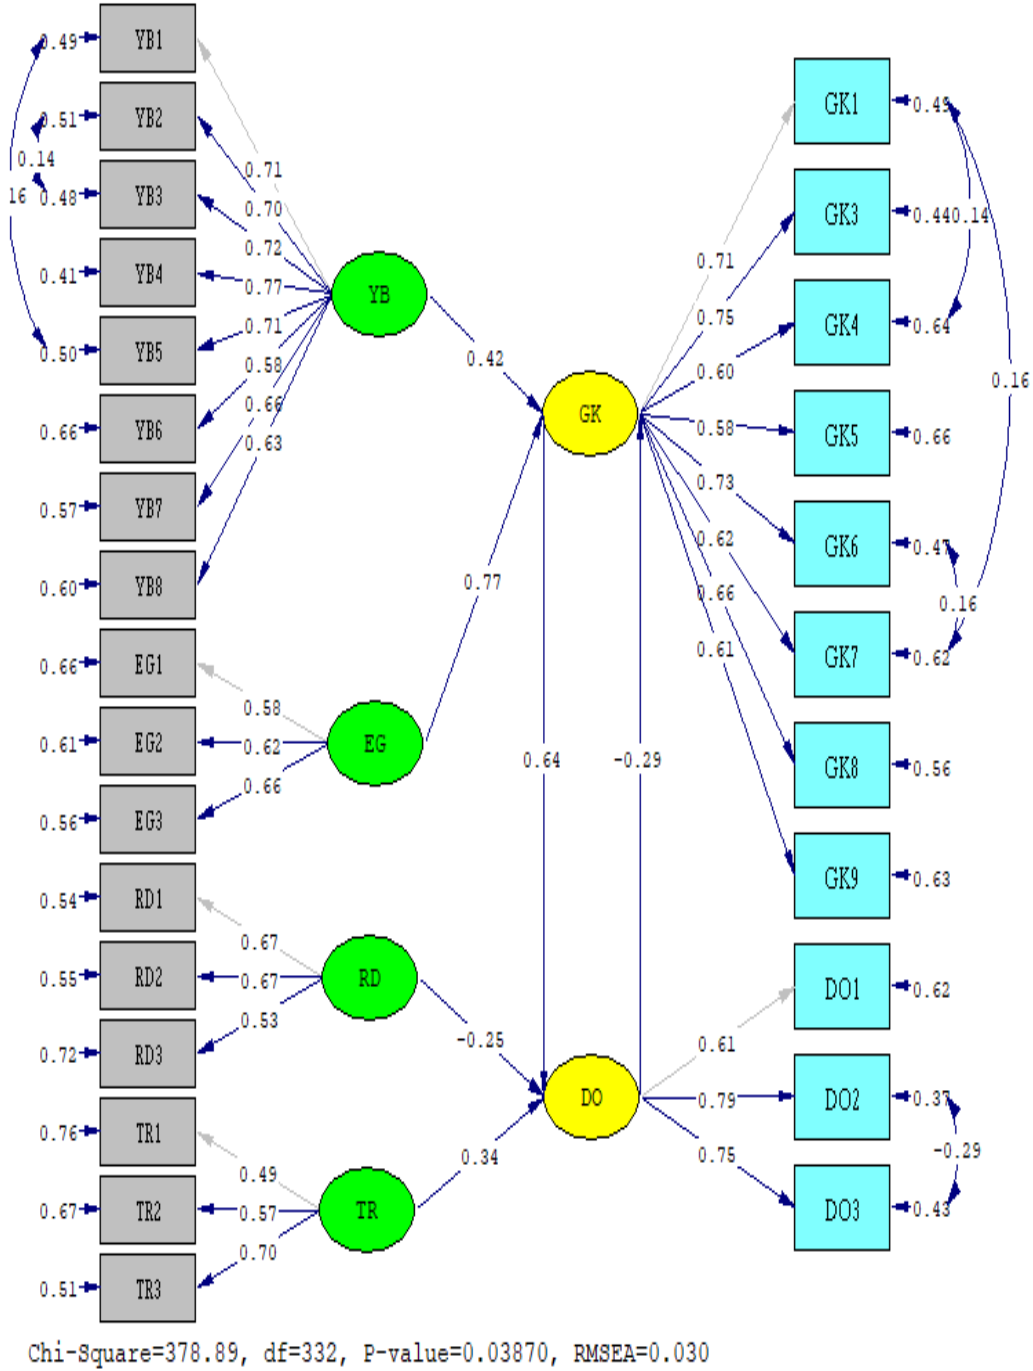 0.49 YB1
0.51 YB2
0.14
16 0.48 YB3
0.41 YB4
0.50 YB5
0.66 YB6
0.57 YB7
0.60 YB8
0.66 EG1
0.61 EG2
0.56 EG3
0.54 RD1
0.55 RD2
0.72 RD3
0.76 TR1
0.67 TR2
0.51 TR3
0.71
0.70
0.72
0.77
0.71
0.58
0.66
0.63
YB
0.58
0.62
0.66
EG
0.67
0.67
0.53
RD
0.49
0.57
0.70
TR
0.42
0.77
-0.25
0.34
GK
0.64 -0.29
DO
0.71
0.75
0.60
0.58
0.73
0.62
0.66
0.61
0.61
0.79
0.75
GK1 0.49
GK3 0.44 0.14
GK4 0.64
0.16
GK5 0.66
GK6 0.47
0.16
GK7 0.62
GK8 0.56
GK9 0.63
DO1 0.62
DO2 0.37
-0.29
DO3 0.43
Chi-Square=378.89, df=332, P-value=0.03870, RMSEA=0.030